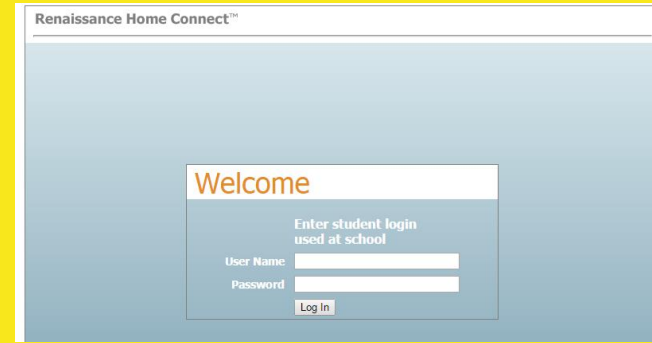 Renaissance Home Connect™
Welcome
Enter student login
used at school
User Name
Password
Log In